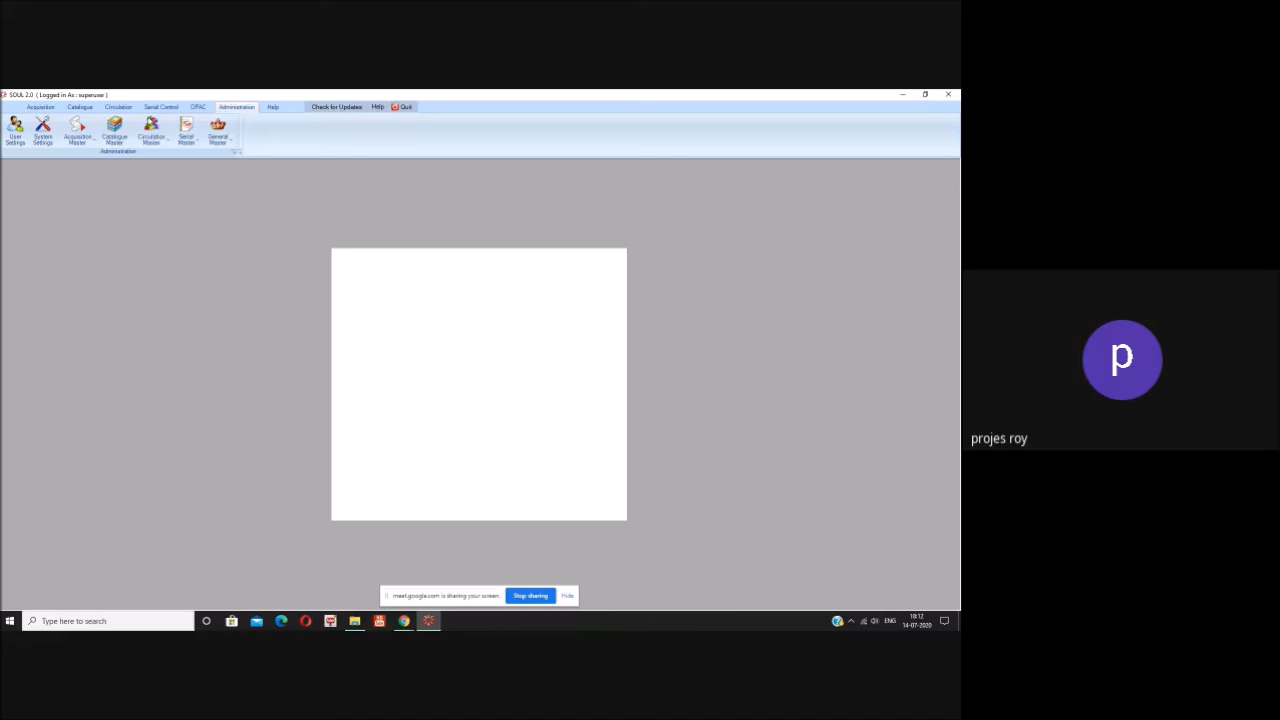 SOUL 2.0 ( Logged in As : superuser )
Acquisition Catalogue Circulation Serial Control OPAC Administration Help Check for Updates Help Quit
User Settings System Settings Acquisition Master Catalogue Master Circulation Master Serial Master General Master
Administration
p
projes roy
meet.google.com is sharing your screen. Stop sharing Hide
Type here to search
ENG
18:12
14-07-2020